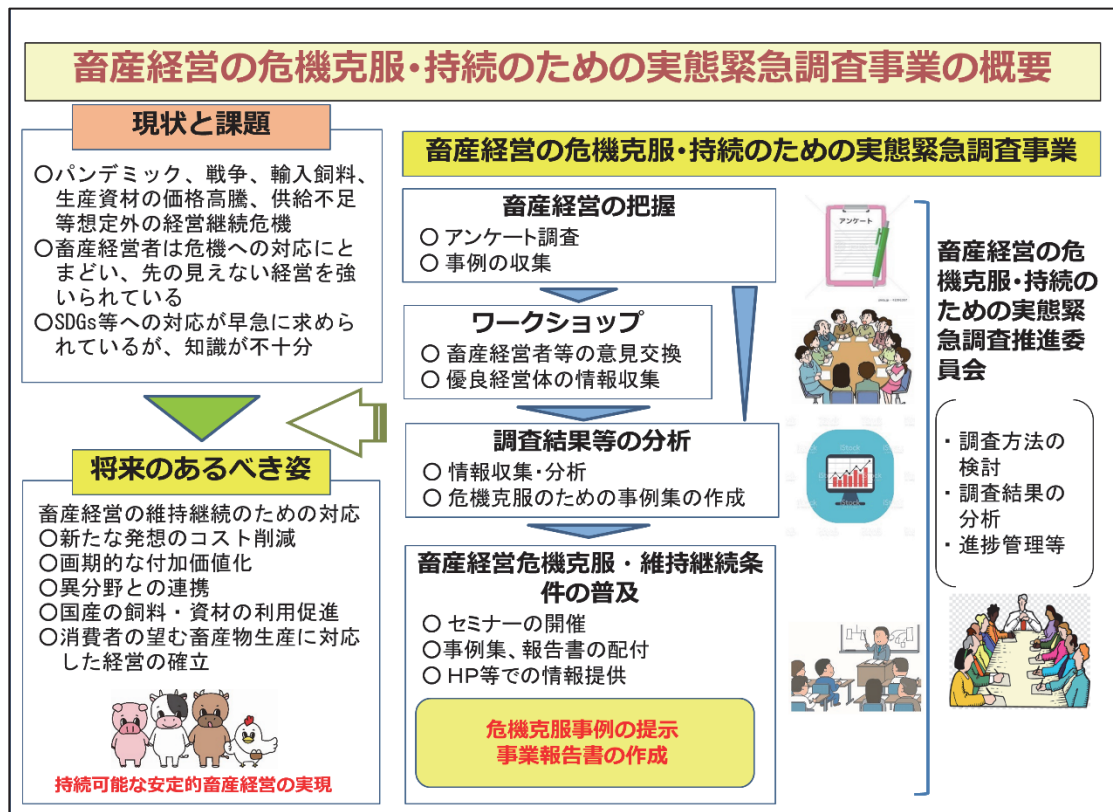 畜産経営の危機克服・持続のための実態緊急調査事業の概要
現状と課題
○パンデミック、戦争、輸入飼料、
生産資材の価格高騰、供給不足
等想定外の経営継続危機
○畜産経営者は危機への対応にと
まどい、先の見えない経営を強
いられている
○SDGs等への対応が早急に求めら
れているが、知識が不十分
将来のあるべき姿
畜産経営の維持継続のための対応
○新たな発想のコスト削減
○画期的な付加価値化
○異分野との連携
○国産の飼料・資材の利用促進
○消費者の望む畜産物生産に対応
した経営の確立
持続可能な安定的畜産経営の実現
畜産経営の危機克服・持続のための実態緊急調査事業
畜産経営の把握
○ アンケート調査
○ 事例の収集
アンケート
ワークショップ
○ 畜産経営者等の意見交換
○ 優良経営体の情報収集
調査結果等の分析
○ 情報収集・分析
○ 危機克服のための事例集の作成
iStock
畜産経営危機克服・維持継続条
件の普及
○ セミナーの開催
○ 事例集、報告書の配付
○ HP等での情報提供
危機克服事例の提示
事業報告書の作成
畜産経営の危
機克服・持続の
ための実態緊
急調査推進委
員会
・調査方法の
検討
・調査結果の
分析
・進捗管理等